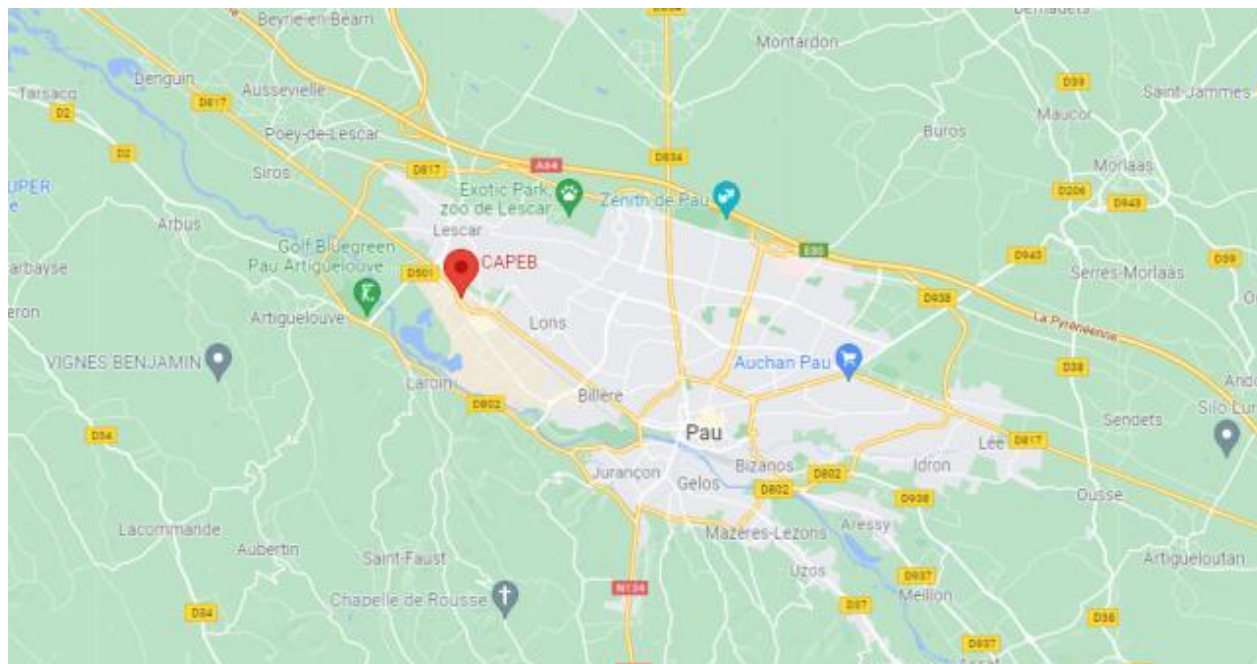 Beyrie-en-Béarn
Montardon
Saint-Jammes
Denguin
Aussevielle
D39
Tarsacq
D817
Maucor
D2
Poey-de-Lescar
Buros
D2
D817
A64
D834
Morlaas
Siros
Exotic Park,
zoo de Lescar
Zénith de Pau
D206
D943
Arbus
Lescar
Golf Bluegreen
Pau Artiguelouve
D501
CAPEB
E80
D943
D39
Serres-Morlaàs
D938
Artiguelouve
Lons
La Pyrénéenne
VIGNES BENJAMIN
Auchan Pau
D38
Laroin
Billère
D802
Sendets
Silo Lur
D34
Pau
D817
Lée
Jurançon
Bizanos
Idron
Gelos
D802
D802
D938
Ousse
Lacommande
Mazères-Lezons
Aressy
Aubertin
Saint-Faust
Artigueloutan
Uzos
D937
N134
Meillon
Chapelle de Rousse
D34
D37
D38
D937